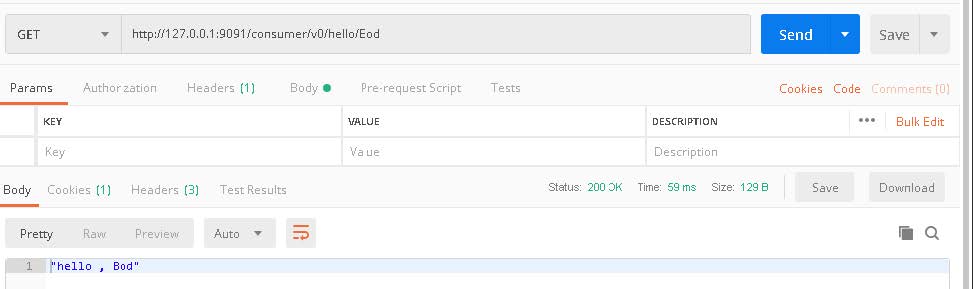 GET http://127.0.0.1:9091/consumer/v0/hello/Eod Send Save
Params Authorization Headers (1) Body Pre-request Script Tests Cookies Code Comments (0)
KEY VALUE DESCRIPTION ••• Bulk Edit
Key Value Description
Body Cookies (1) Headers (3) Test Results Status: 200 OK Time: 59 ms Size: 129 B Save Download
Pretty Raw Preview Auto
1 "hello , Bod"